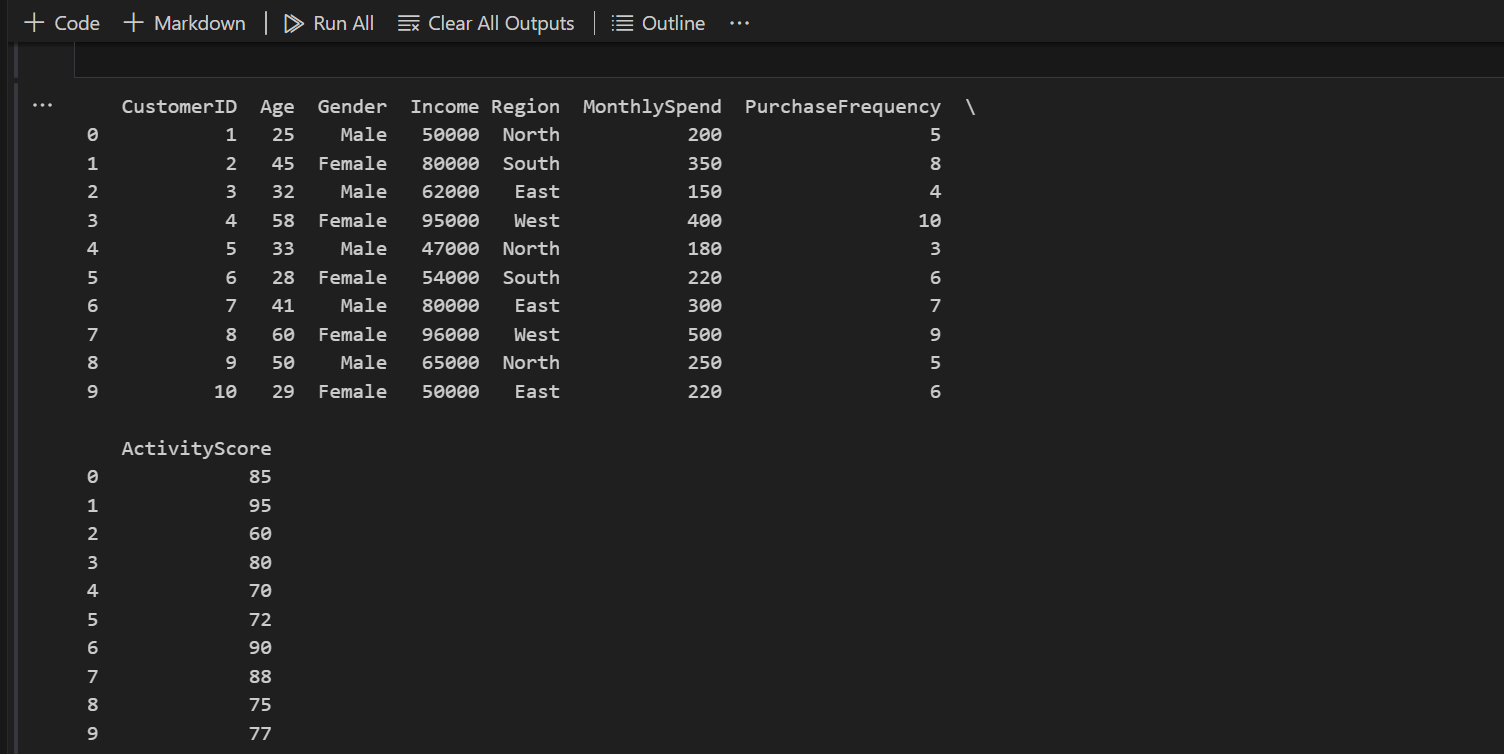 + Code + Markdown | Run All Clear All Outputs | Outline ...
... CustomerID Age Gender Income Region MonthlySpend PurchaseFrequency \
0 1 25 Male 50000 North 200 5
1 2 45 Female 80000 South 350 8
2 3 32 Male 62000 East 150 4
3 4 58 Female 95000 West 400 10
4 5 33 Male 47000 North 180 3
5 6 28 Female 54000 South 220 6
6 7 41 Male 80000 East 300 7
7 8 60 Female 96000 West 500 9
8 9 50 Male 65000 North 250 5
9 10 29 Female 50000 East 220 6
ActivityScore
0 85
1 95
2 60
3 80
4 70
5 72
6 90
7 88
8 75
9 77